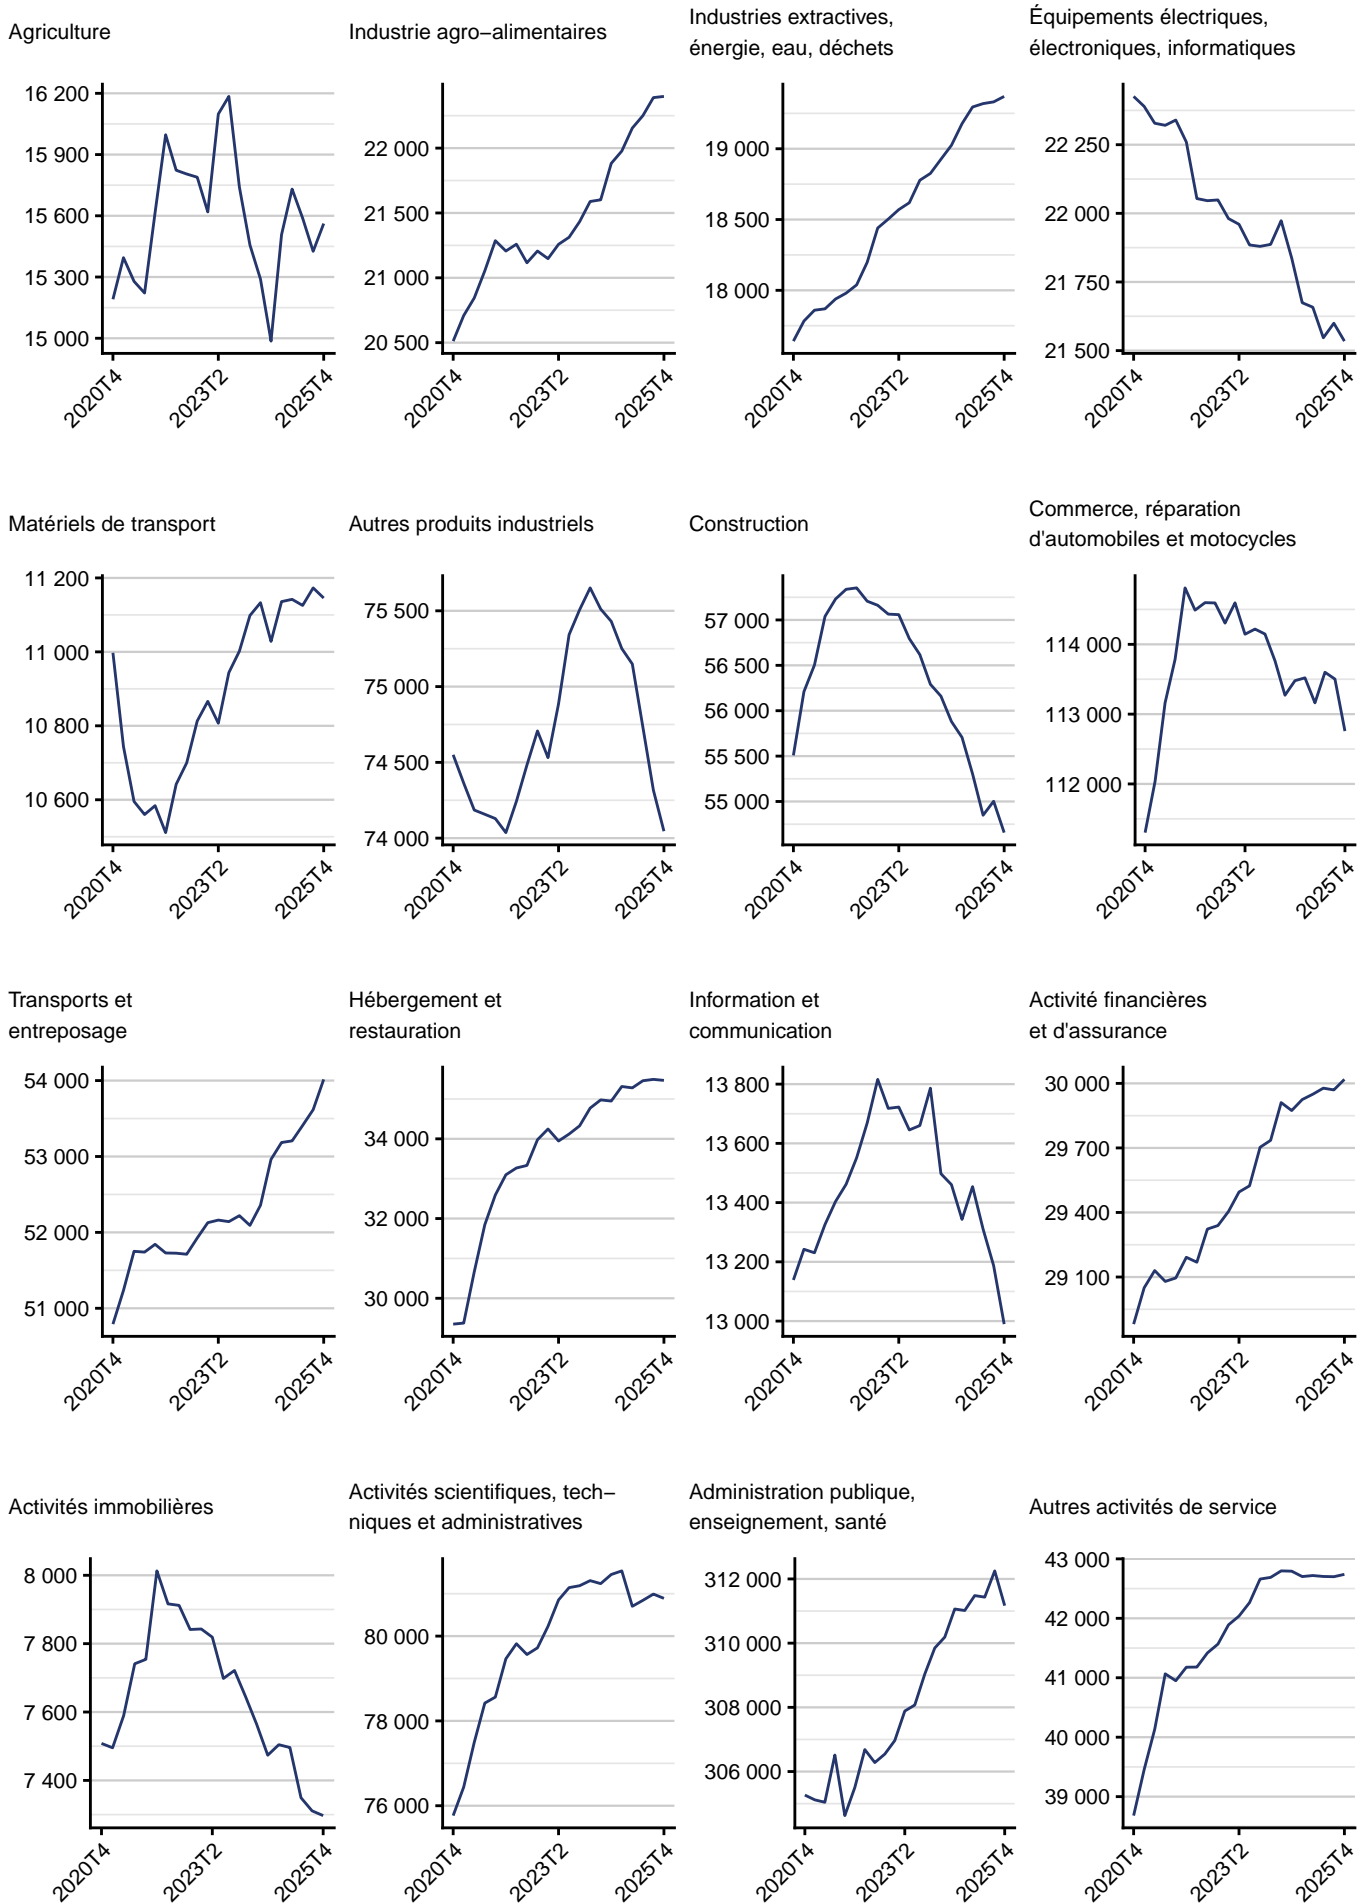 Agriculture
16 200
15 900
15 600
15 300
15 000
2020T4
2023T2
2025T4
Industrie agro−alimentaires
22 000
21 500
21 000
20 500
2020T4
2023T2
2025T4
Industries extractives,
énergie, eau, déchets
19 000
18 500
18 000
2020T4
2023T2
2025T4
Équipements électriques,
électroniques, informatiques
22 250
22 000
21 750
21 500
2020T4
2023T2
2025T4
Matériels de transport
11 200
11 000
10 800
10 600
2020T4
2023T2
2025T4
Autres produits industriels
75 500
75 000
74 500
74 000
2020T4
2023T2
2025T4
Construction
57 000
56 500
56 000
55 500
55 000
2020T4
2023T2
2025T4
Commerce, réparation
d'automobiles et motocycles
114 000
113 000
112 000
2020T4
2023T2
2025T4
Transports et
entreposage
54 000
53 000
52 000
51 000
2020T4
2023T2
2025T4
Hébergement et
restauration
34 000
32 000
30 000
2020T4
2023T2
2025T4
Information et
communication
13 800
13 600
13 400
13 200
13 000
2020T4
2023T2
2025T4
Activité financières
et d'assurance
30 000
29 700
29 400
29 100
2020T4
2023T2
2025T4
Activités immobilières
8 000
7 800
7 600
7 400
2020T4
2023T2
2025T4
Activités scientifiques, tech−
niques et administratives
80 000
78 000
76 000
2020T4
2023T2
2025T4
Administration publique,
enseignement, santé
312 000
310 000
308 000
306 000
2020T4
2023T2
2025T4
Autres activités de service
43 000
42 000
41 000
40 000
39 000
2020T4
2023T2
2025T4